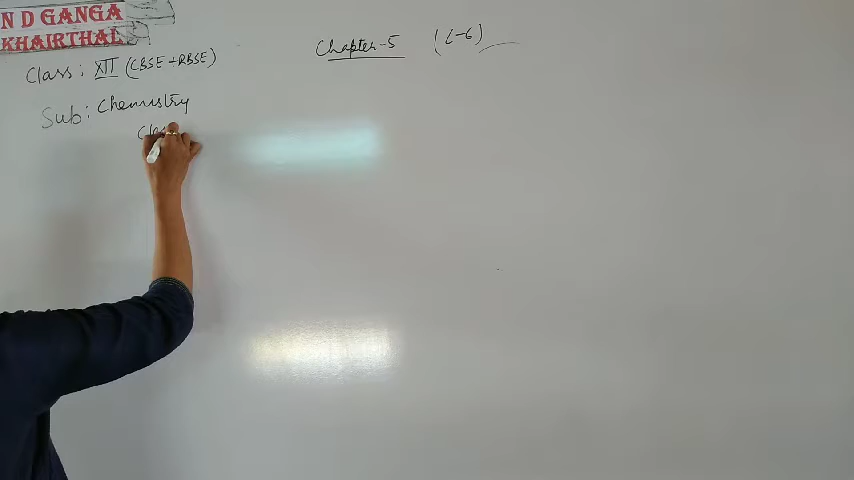 N D GANGA
KHAIRTHAL
Class: XII (CBSE+RBSE)
Chapter-5 (L-6)
Sub: Chemistry